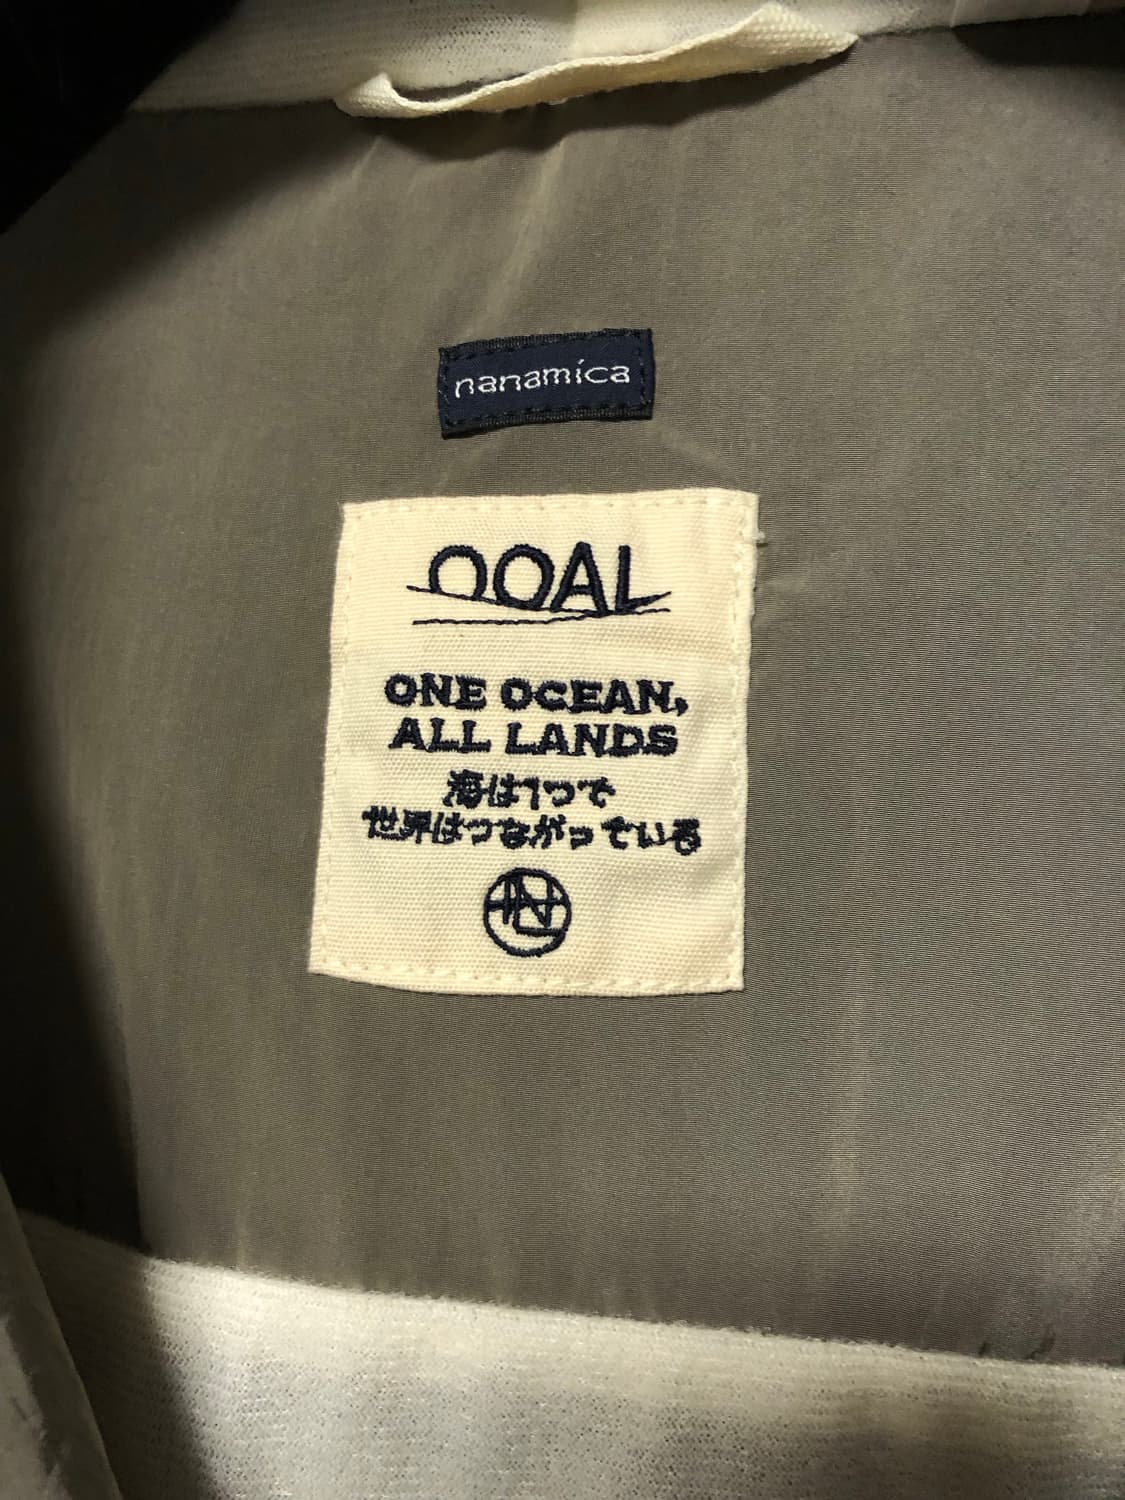 nanamica
OOAL
ONE OCEAN,
ALL LANDS
海は1つで
世界はつながっている